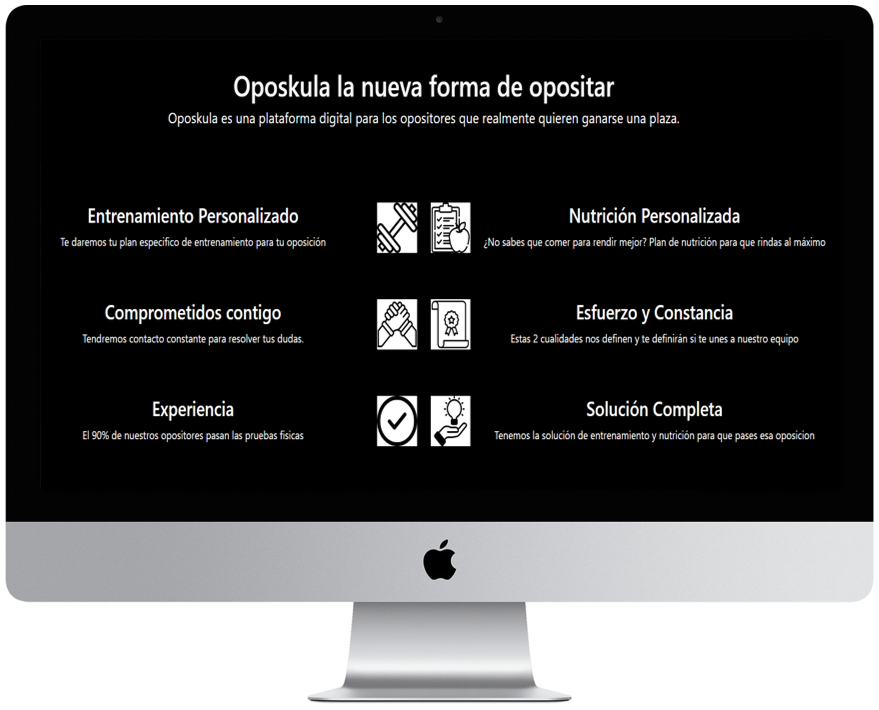 Oposkula la nueva forma de opositar
Oposkula es una plataforma digital para los opositores que realmente quieren ganarse una plaza.
Entrenamiento Personalizado
Te daremos tu plan especifico de entrenamiento para tu oposición
Nutrición Personalizada
¿No sabes que comer para rendir mejor? Plan de nutrición para que rindas al máximo
Comprometidos contigo
Tendremos contacto constante para resolver tus dudas.
Esfuerzo y Constancia
Estas 2 cualidades nos definen y te definirán si te unes a nuestro equipo
Experiencia
El 90% de nuestros opositores pasan las pruebas fisicas
Solución Completa
Tenemos la solución de entrenamiento y nutrición para que pases esa oposicion